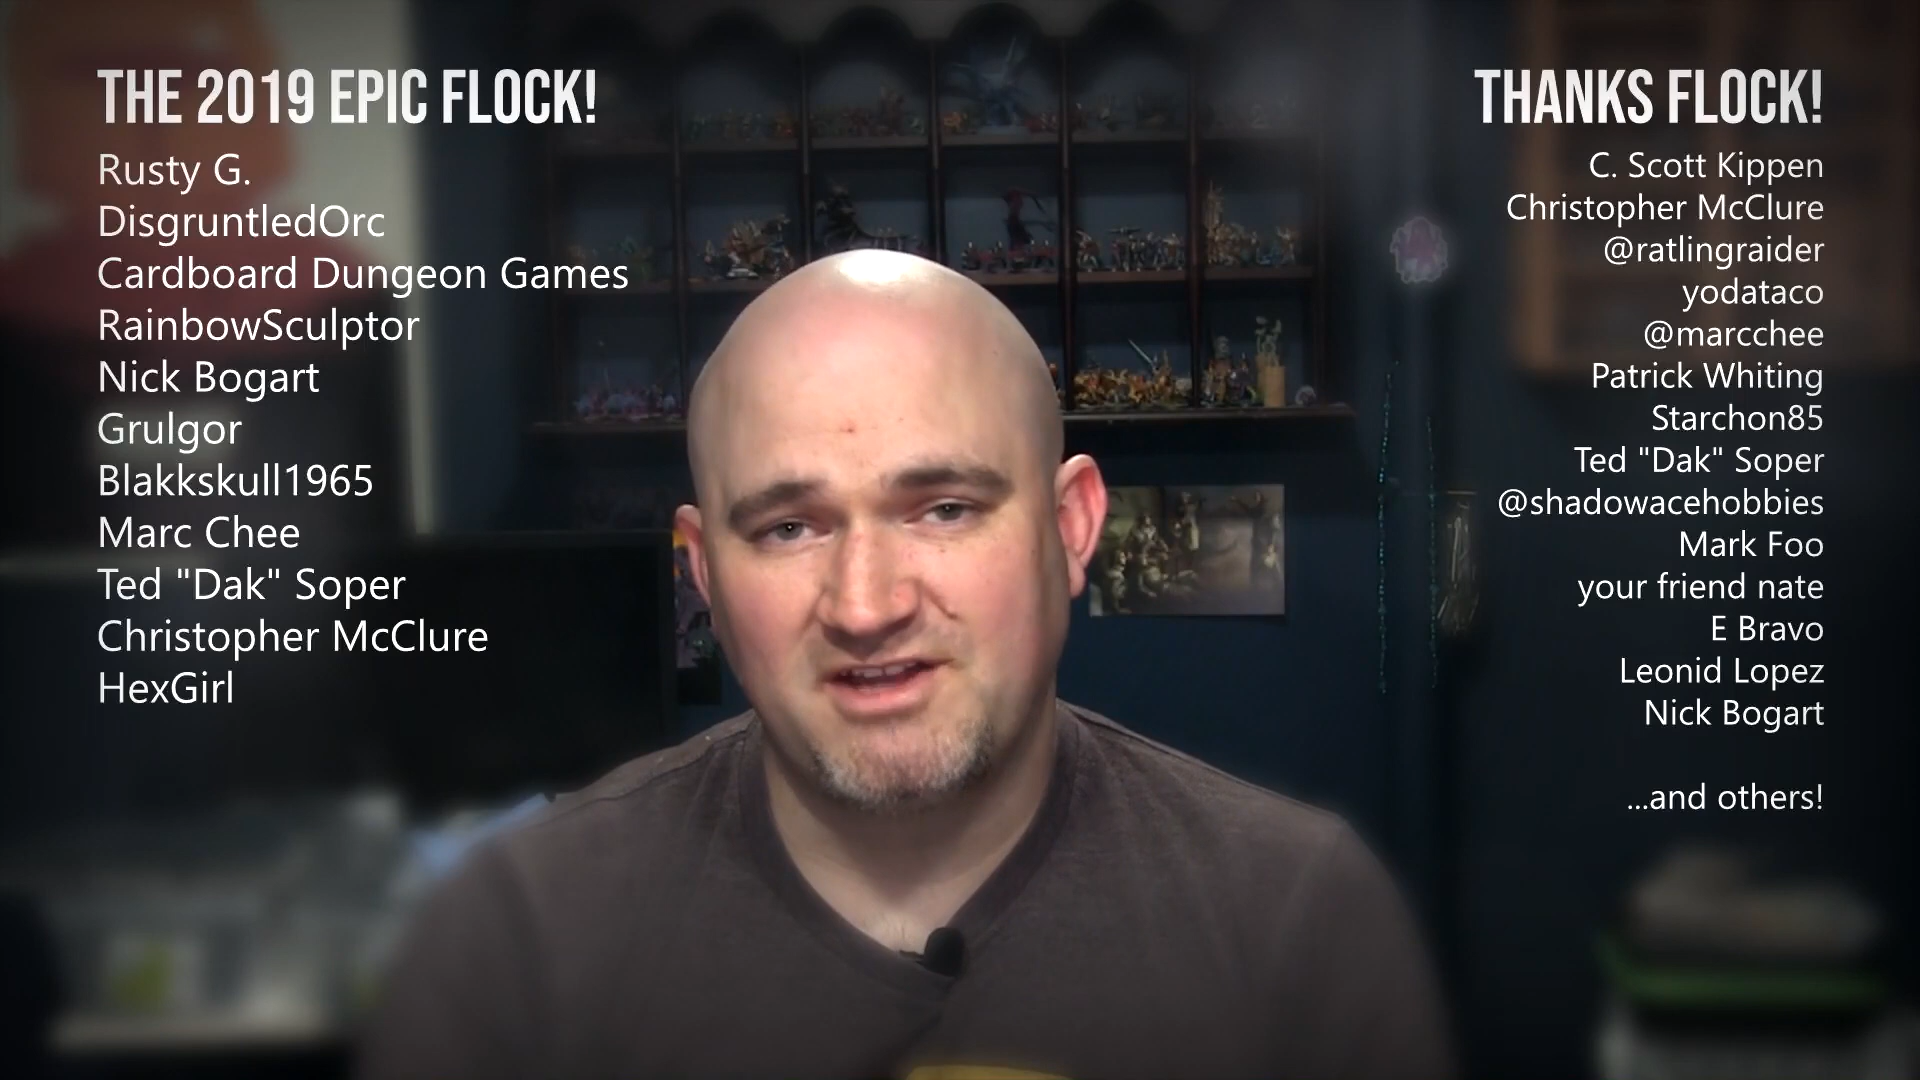 THE 2019 EPIC FLOCK!
Rusty G.
DisgruntledOrc
Cardboard Dungeon Games
RainbowSculptor
Nick Bogart
Grulgor
Blakkskull1965
Marc Chee
Ted "Dak" Soper
Christopher McClure
HexGirl
THANKS FLOCK!
C. Scott Kippen
Christopher McClure
@ratlingraider
yodataco
@marcchee
Patrick Whiting
Starchon85
Ted "Dak" Soper
@shadowacehobbies
Mark Foo
your friend nate
E Bravo
Leonid Lopez
Nick Bogart
...and others!